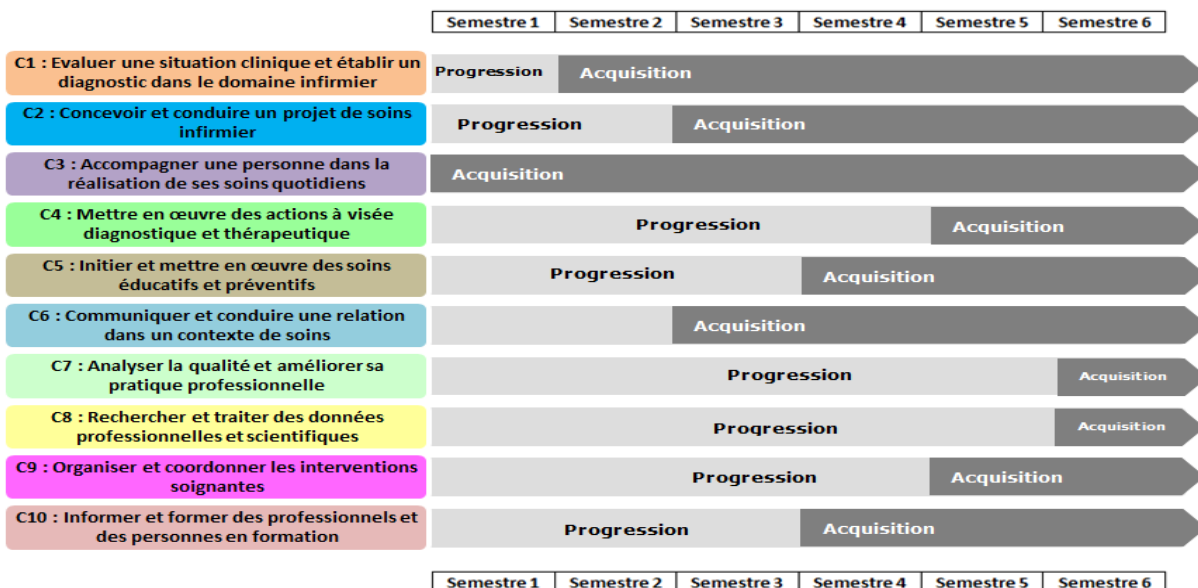 Semestre 1 Semestre 2 Semestre 3 Semestre 4 Semestre 5 Semestre 6
C1 : Evaluer une situation clinique et établir un
diagnostic dans le domaine infirmier
Progression Acquisition
C2 : Concevoir et conduire un projet de soins
infirmier
Progression Acquisition
C3 : Accompagner une personne dans la
réalisation de ses soins quotidiens
Acquisition
C4 : Mettre en œuvre des actions à visée
diagnostique et thérapeutique
Progression Acquisition
C5 : Initier et mettre en œuvre des soins
éducatifs et préventifs
Progression Acquisition
C6 : Communiquer et conduire une relation
dans un contexte de soins
Acquisition
C7 : Analyser la qualité et améliorer sa
pratique professionnelle
Progression Acquisition
C8 : Rechercher et traiter des données
professionnelles et scientifiques
Progression Acquisition
C9 : Organiser et coordonner les interventions
soignantes
Progression Acquisition
C10 : Informer et former des professionnels et
des personnes en formation
Progression Acquisition
Semestre 1 Semestre 2 Semestre 3 Semestre 4 Semestre 5 Semestre 6